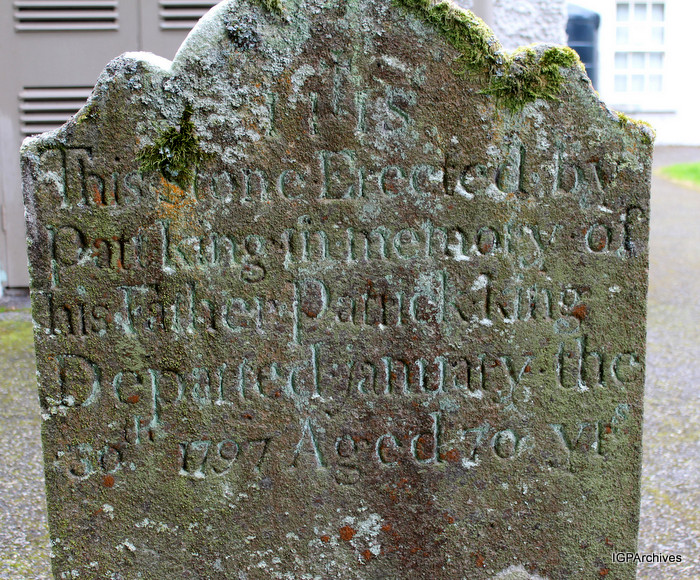 IHS
This Stone Erected by
Patt king in memory of
his Father Patrick king
Departed January the
30th 1797 Aged 70 yrs
IGPArchives